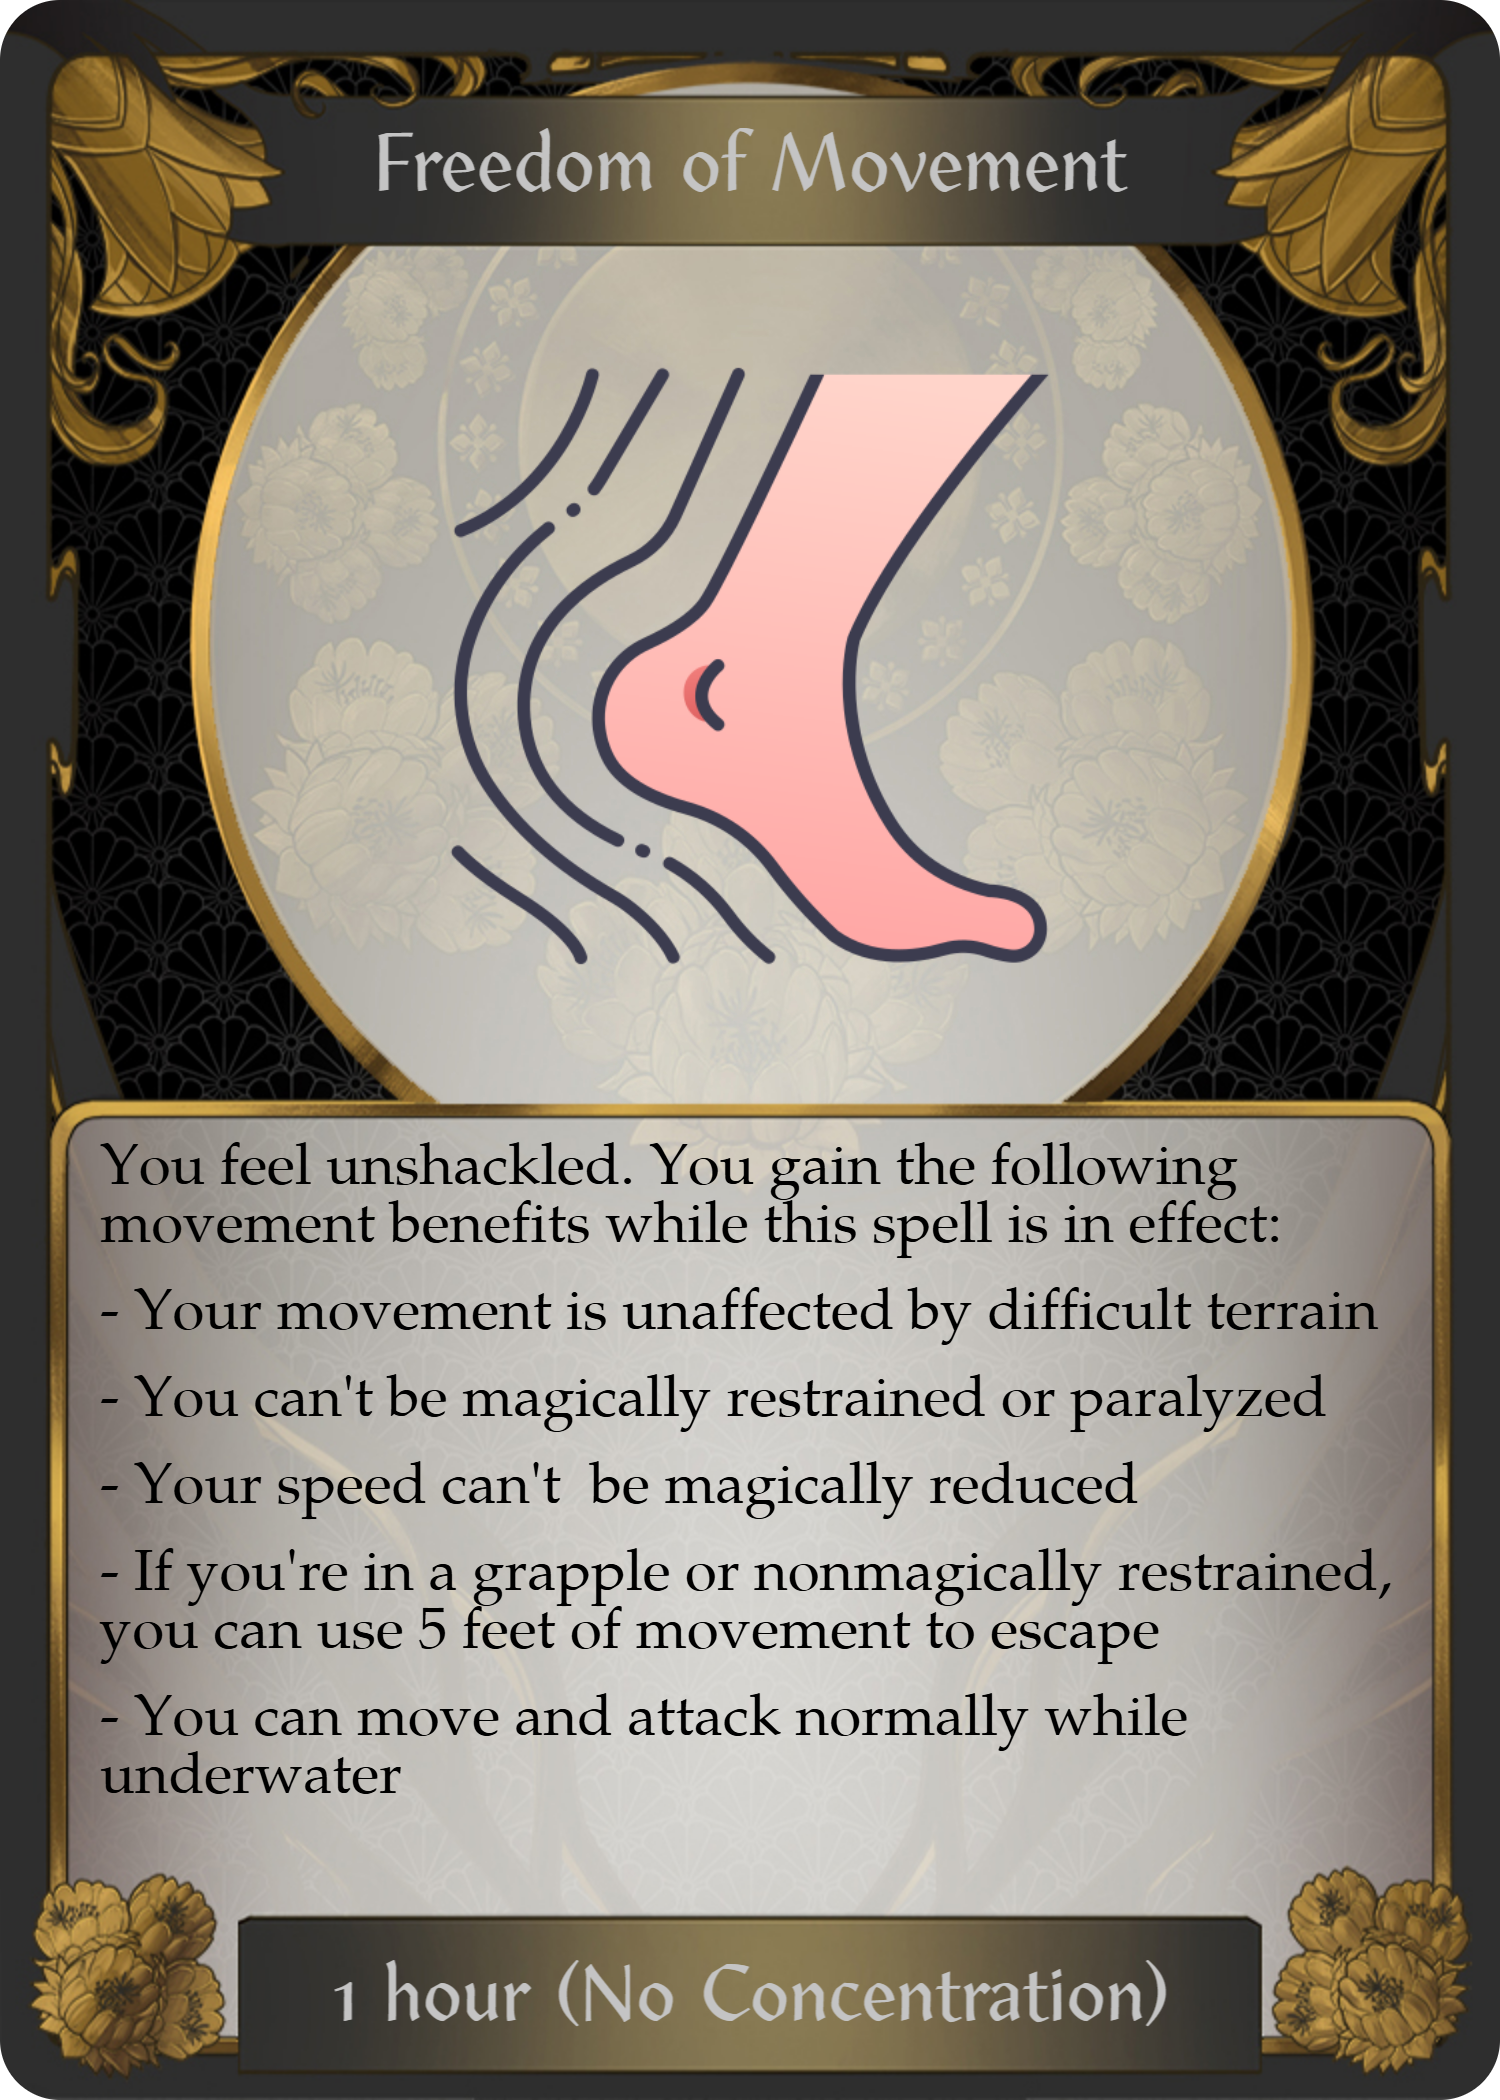 Freedom of Movement
You feel unshackled. You gain the following
movement benefits while this spell is in effect:
- Your movement is unaffected by difficult terrain
- You can't be magically restrained or paralyzed
- Your speed can't  be magically reduced
- If you're in a grapple or nonmagically restrained,
you can use 5 feet of movement to escape
- You can move and attack normally while
underwater
1 hour (No Concentration)